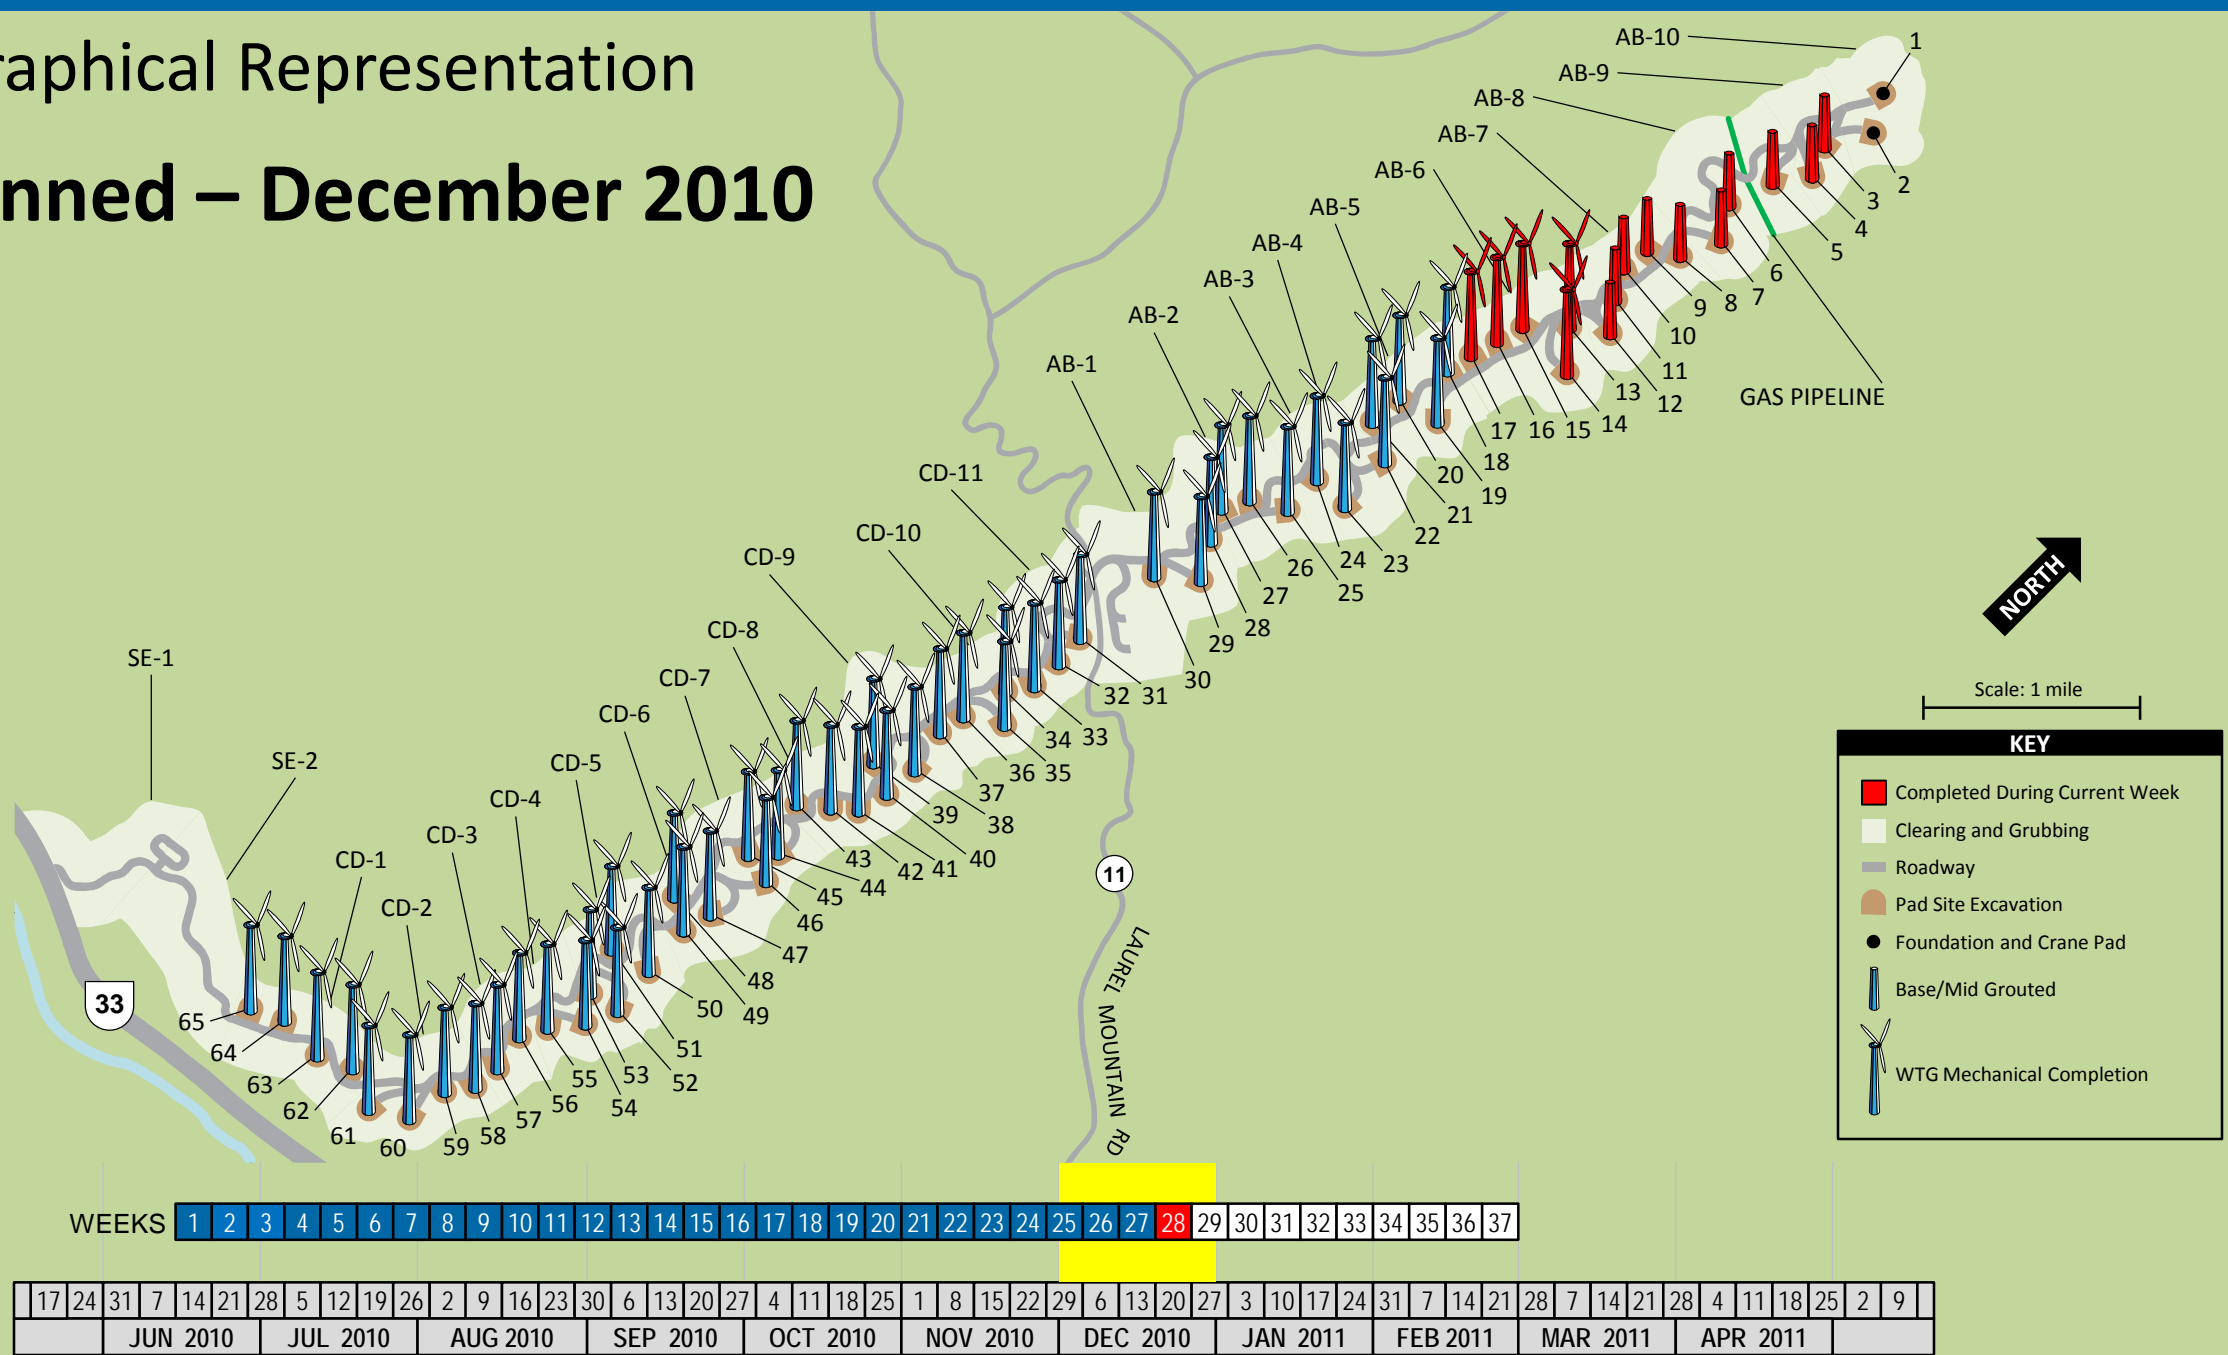 raphical Representation
nned – December 2010
AB-10
1
AB-9
AB-8
AB-7
AB-6
AB-5
AB-4
AB-3
AB-2
AB-1
2
3
4
5
6
7
8
9
10
11
12
13
14
15
16
17
18
19
20
21
22
23
24
25
26
27
28
29
30
GAS PIPELINE
CD-11
CD-10
CD-9
CD-8
CD-7
CD-6
CD-5
CD-4
CD-3
CD-2
CD-1
SE-1
SE-2
31
32
33
34
35
36
37
38
39
40
41
42
43
44
45
46
47
48
49
50
51
52
53
54
55
56
57
58
59
60
61
62
63
64
65
33
11
LAUREL MOUNTAIN RD
NORTH
Scale: 1 mile
KEY
Completed During Current Week
Clearing and Grubbing
Roadway
Pad Site Excavation
Foundation and Crane Pad
Base/Mid Grouted
WTG Mechanical Completion
WEEKS 1 2 3 4 5 6 7 8 9 10 11 12 13 14 15 16 17 18 19 20 21 22 23 24 25 26 27 28 29 30 31 32 33 34 35 36 37
17 24 31 7 14 21 28 5 12 19 26 2 9 16 23 30 6 13 20 27 4 11 18 25 1 8 15 22 29 6 13 20 27 3 10 17 24 31 7 14 21 28 7 14 21 28 4 11 18 25 2 9
JUN 2010 JUL 2010 AUG 2010 SEP 2010 OCT 2010 NOV 2010 DEC 2010 JAN 2011 FEB 2011 MAR 2011 APR 2011